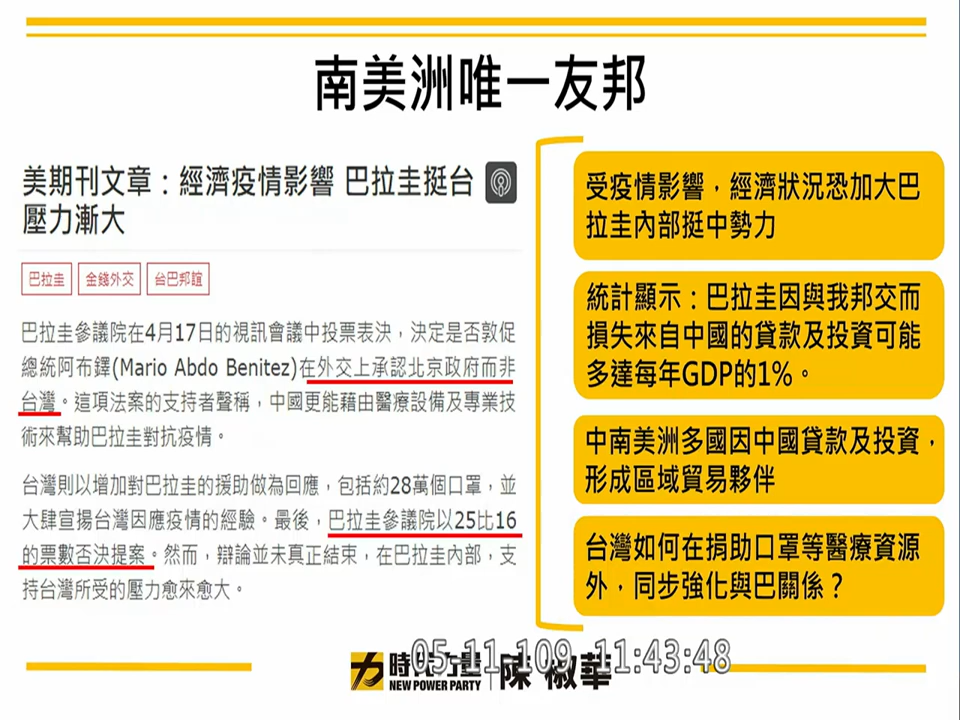 南美洲唯一友邦
美期刊文章：經濟疫情影響 巴拉圭挺台
壓力漸大
巴拉圭 金錢外交 台巴邦誼
巴拉圭參議院在4月17日的視訊會議中投票表決，決定是否敦促
總統阿布鐸(Mario Abdo Benitez)在外交上承認北京政府而非
台灣。這項法案的支持者聲稱，中國更能藉由醫療設備及專業技
術來幫助巴拉圭對抗疫情。
台灣則以增加對巴拉圭的援助做為回應，包括約28萬個口罩，並
大肆宣揚台灣因應疫情的經驗。最後，巴拉圭參議院以25比16
的票數否決提案。然而，辯論並未真正結束，在巴拉圭內部，支
持台灣所受的壓力愈來愈大。
受疫情影響，經濟狀況恐加大巴
拉圭內部挺中勢力
統計顯示：巴拉圭因與我邦交而
損失來自中國的貸款及投資可能
多達每年GDP的1%。
中南美洲多國因中國貸款及投資，
形成區域貿易夥伴
台灣如何在捐助口罩等醫療資源
外，同步強化與巴關係？
時代力量
NEW POWER PARTY
陳椒華
05-11-109 11:43:48